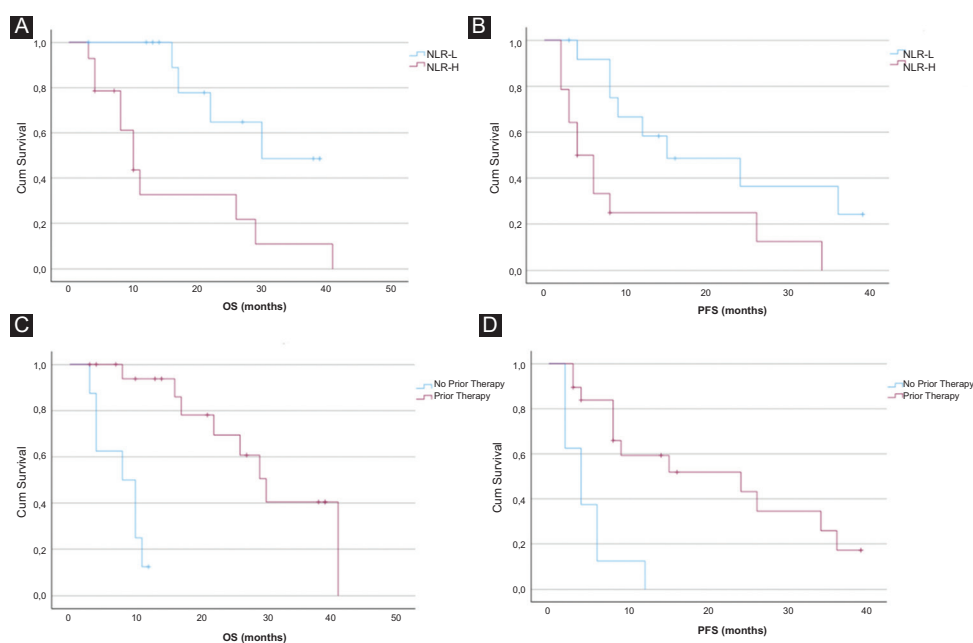 A
1,0
0,8
0,6
0,4
0,2
0,0
Cum Survival
0 10 20 30 40 50
OS (months)
NLR-L
NLR-H
B
1,0
0,8
0,6
0,4
0,2
0,0
Cum Survival
0 10 20 30 40
PFS (months)
NLR-L
NLR-H
C
1,0
0,8
0,6
0,4
0,2
0,0
Cum Survival
0 10 20 30 40 50
OS (months)
No Prior Therapy
Prior Therapy
D
1,0
0,8
0,6
0,4
0,2
0,0
Cum Survival
0 10 20 30 40
PFS (months)
No Prior Therapy
Prior Therapy